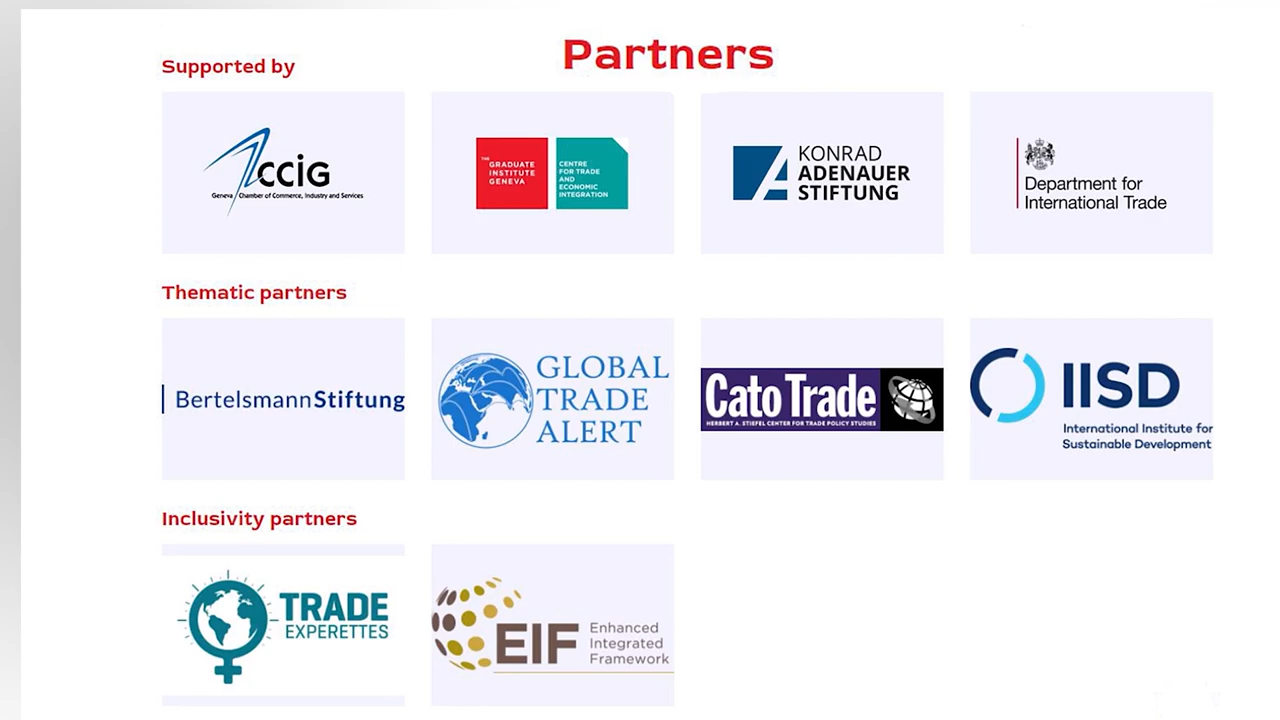 Partners
Supported by
CCIG
Geneva Chamber of Commerce, Industry and Services
THE
GRADUATE
INSTITUTE
GENEVA
CENTRE
FOR TRADE
AND
ECONOMIC
INTEGRATION
KONRAD
ADENAUER
STIFTUNG
Department for
International Trade
Thematic partners
BertelsmannStiftung
GLOBAL
TRADE
ALERT
Cato Trade
HERBERT A. STIEFEL CENTER FOR TRADE POLICY STUDIES
IISD
International Institute for
Sustainable Development
Inclusivity partners
TRADE
EXPERETTES
EIF
Enhanced
Integrated
Framework